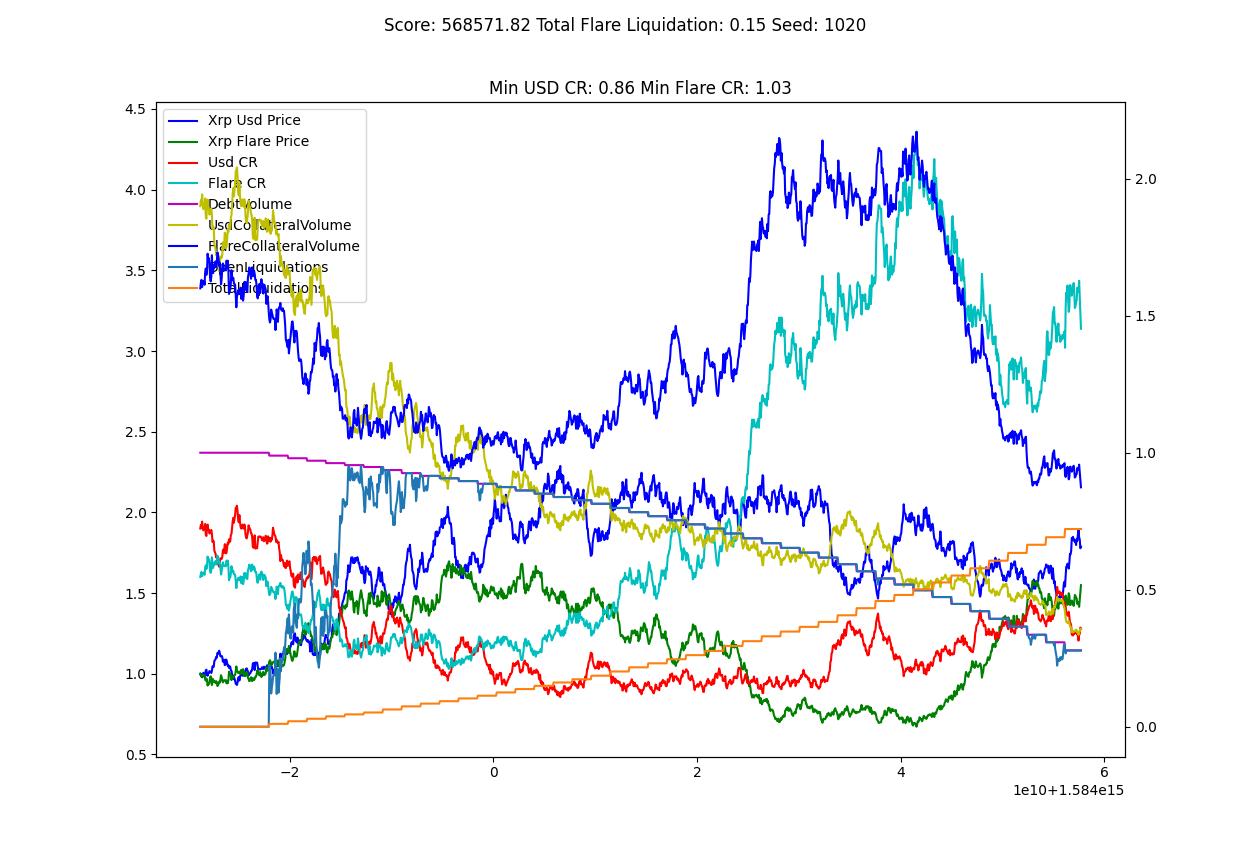 Score: 568571.82 Total Flare Liquidation: 0.15 Seed: 1020
Min USD CR: 0.86 Min Flare CR: 1.03
Xrp Usd Price
Xrp Flare Price
Usd CR
Flare CR
DebtVolume
UsdCollateralVolume
FlareCollateralVolume
OpenLiquidations
TotalLiquidations
4.5
4.0
3.5
3.0
2.5
2.0
1.5
1.0
0.5
2.0
1.5
1.0
0.5
0.0
−2
0
2
4
6
1e10+1.584e15